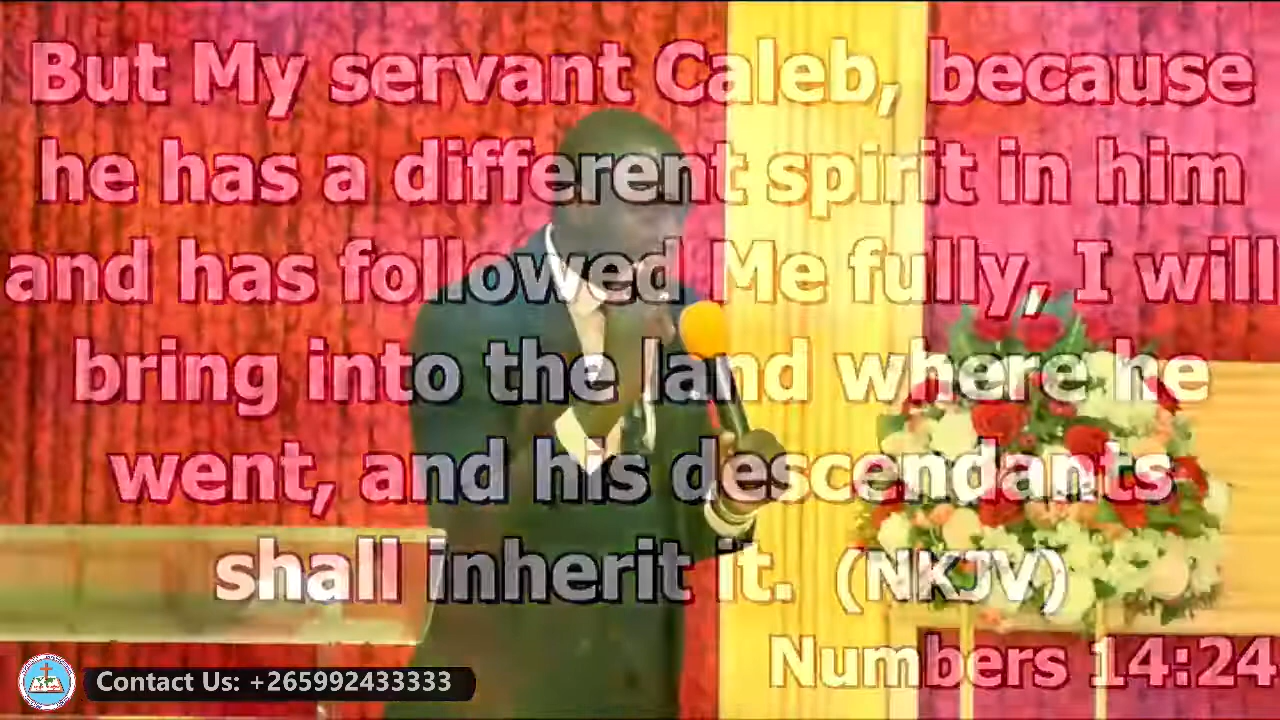 But My servant Caleb, because
he has a different spirit in him
and has followed Me fully, I will
bring into the land where he
went, and his descendants
shall inherit it. (NKJV)
Numbers 14:24
Contact Us: +265992433333